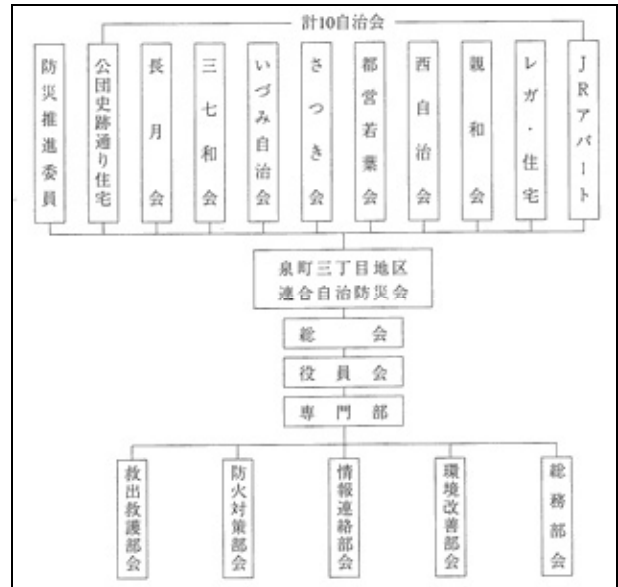 計10自治会
防災推進委員
公団史跡通り住宅
長月会
三七和会
いづみ自治会
さつき会
都営若葉会
西自治会
親和会
レガ・住宅
JRアパート
泉町三丁目地区
連合自治防災会
総会
役員会
専門部
救出救護部会
防火対策部会
情報連絡部会
環境改善部会
総務部会